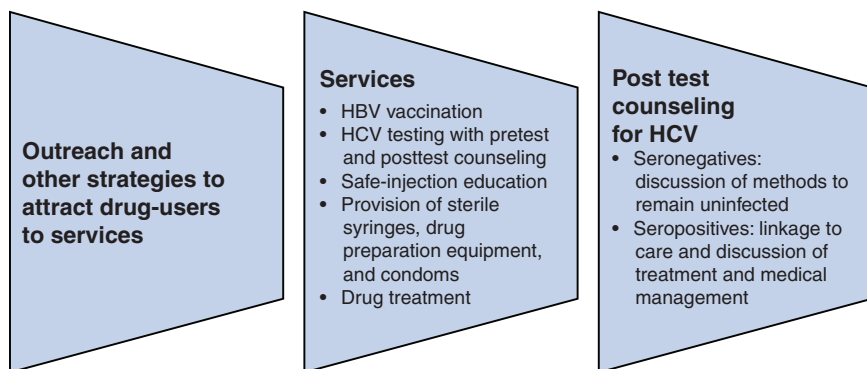 Outreach and
other strategies to
attract drug-users
to services
Services
• HBV vaccination
• HCV testing with pretest
and posttest counseling
• Safe-injection education
• Provision of sterile
syringes, drug
preparation equipment,
and condoms
• Drug treatment
Post test
counseling
for HCV
• Seronegatives:
discussion of methods to
remain uninfected
• Seropositives: linkage to
care and discussion of
treatment and medical
management